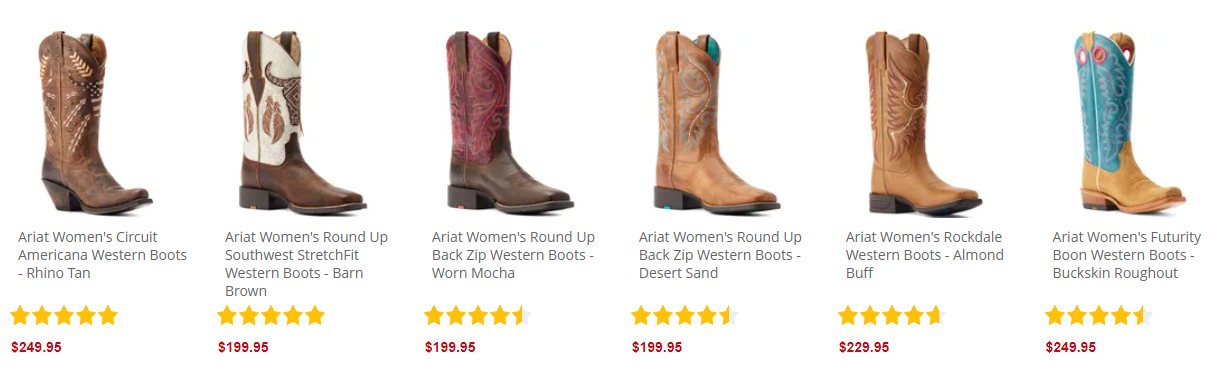 Ariat Women's Circuit
Americana Western Boots
- Rhino Tan
$249.95
Ariat Women's Round Up
Southwest StretchFit
Western Boots - Barn
Brown
$199.95
Ariat Women's Round Up
Back Zip Western Boots -
Worn Mocha
$199.95
Ariat Women's Round Up
Back Zip Western Boots -
Desert Sand
$199.95
Ariat Women's Rockdale
Western Boots - Almond
Buff
$229.95
Ariat Women's Futurity
Boon Western Boots -
Buckskin Roughout
$249.95